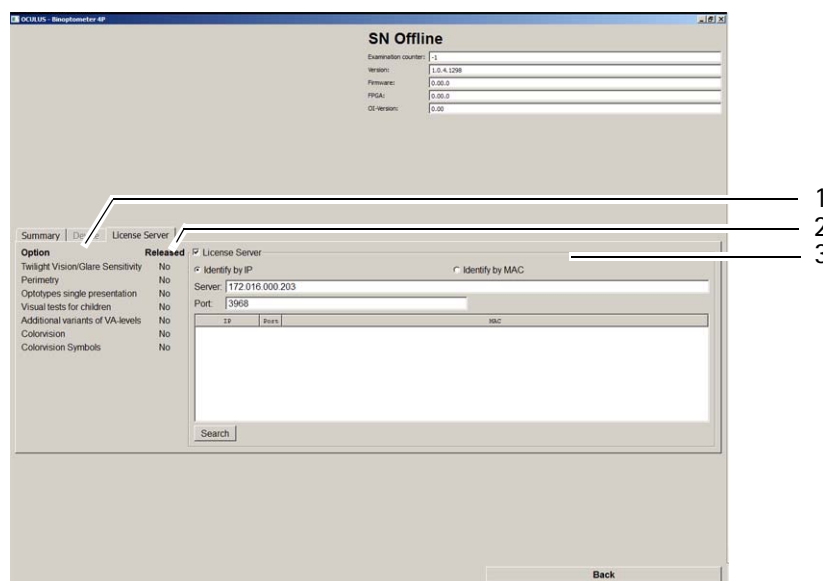 OCULUS - Binoptometer 4P
SN Offline
Examination counter: -1
Version: 1.0.4.1298
Firmware: 0.00.0
FPGA: 0.00.0
OI-Version: 0.00
1
2
3
Summary License Server
Option Released
Twilight Vision/Glare Sensitivity No
Perimetry No
Optotypes single presentation No
Visual tests for children No
Additional variants of VA-levels No
Colorvision No
Colorvision Symbols No
License Server
Identify by IP Identify by MAC
Server: 172.016.000.203
Port: 3968
IP Port MAC
Search
Back